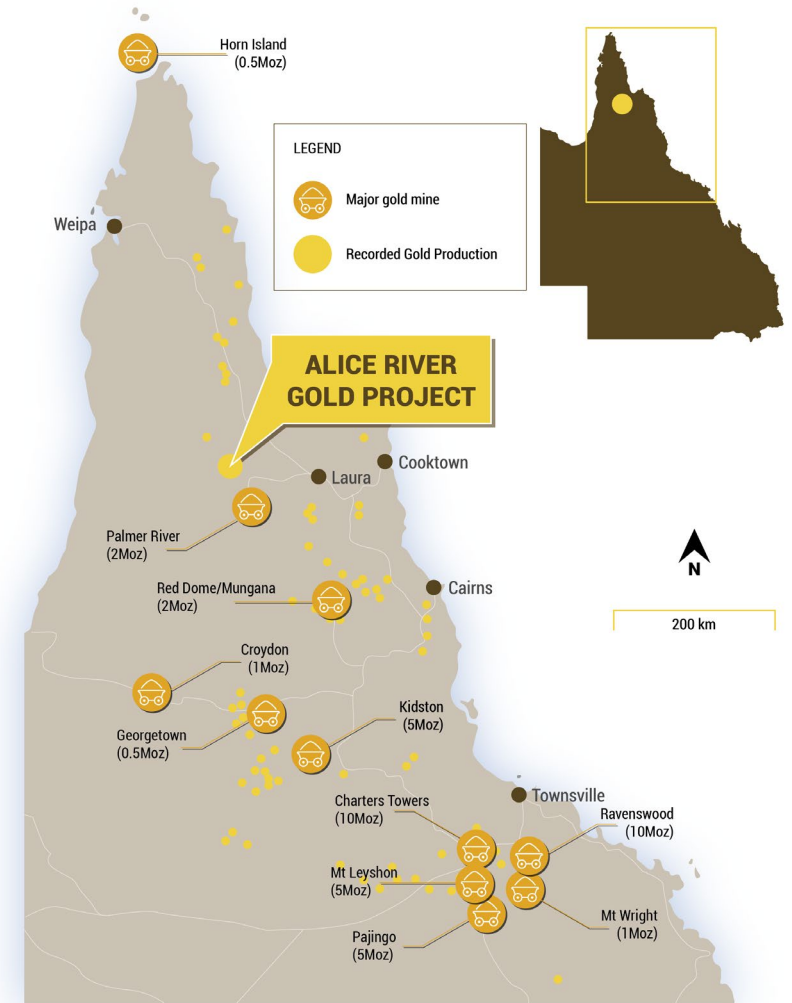 Horn Island
(0.5Moz)
LEGEND
Major gold mine
Recorded Gold Production
Weipa
ALICE RIVER
GOLD PROJECT
Cooktown
Laura
Palmer River
(2Moz)
N
Red Dome/Mungana
(2Moz)
Cairns
200 km
Croydon
(1Moz)
Georgetown
(0.5Moz)
Kidston
(5Moz)
Charters Towers
(10Moz)
Townsville
Ravenswood
(10Moz)
Mt Leyshon
(5Moz)
Mt Wright
(1Moz)
Pajingo
(5Moz)